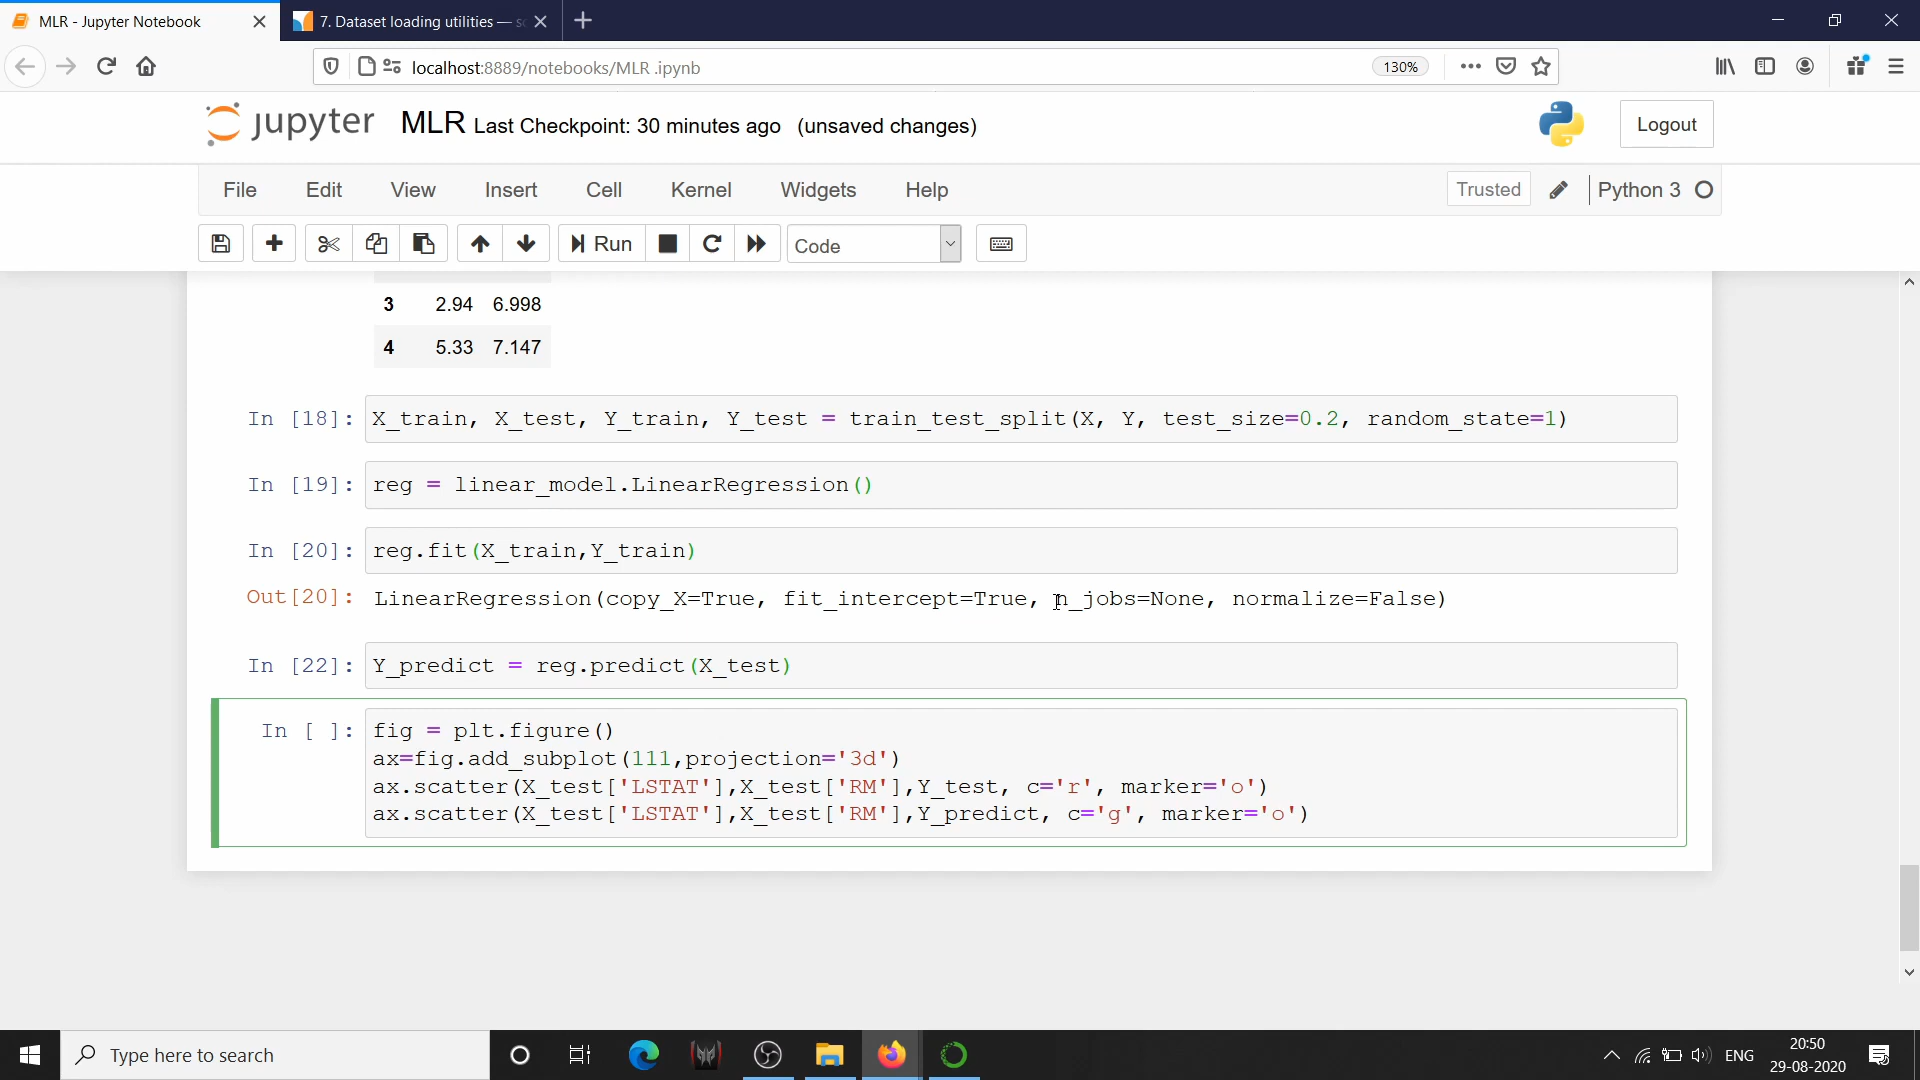 MLR - Jupyter Notebook
7. Dataset loading utilities — sc
localhost:8889/notebooks/MLR .ipynb
130%
jupyter MLR Last Checkpoint: 30 minutes ago (unsaved changes)
Logout
File Edit View Insert Cell Kernel Widgets Help
Trusted
Python 3
Run
Code
3 2.94 6.998
4 5.33 7.147
In [18]: X_train, X_test, Y_train, Y_test = train_test_split(X, Y, test_size=0.2, random_state=1)
In [19]: reg = linear_model.LinearRegression()
In [20]: reg.fit(X_train,Y_train)
Out[20]: LinearRegression(copy_X=True, fit_intercept=True, n_jobs=None, normalize=False)
In [22]: Y_predict = reg.predict(X_test)
In [ ]: fig = plt.figure()
ax=fig.add_subplot(111,projection='3d')
ax.scatter(X_test['LSTAT'],X_test['RM'],Y_test, c='r', marker='o')
ax.scatter(X_test['LSTAT'],X_test['RM'],Y_predict, c='g', marker='o')
Type here to search
ENG
20:50
29-08-2020